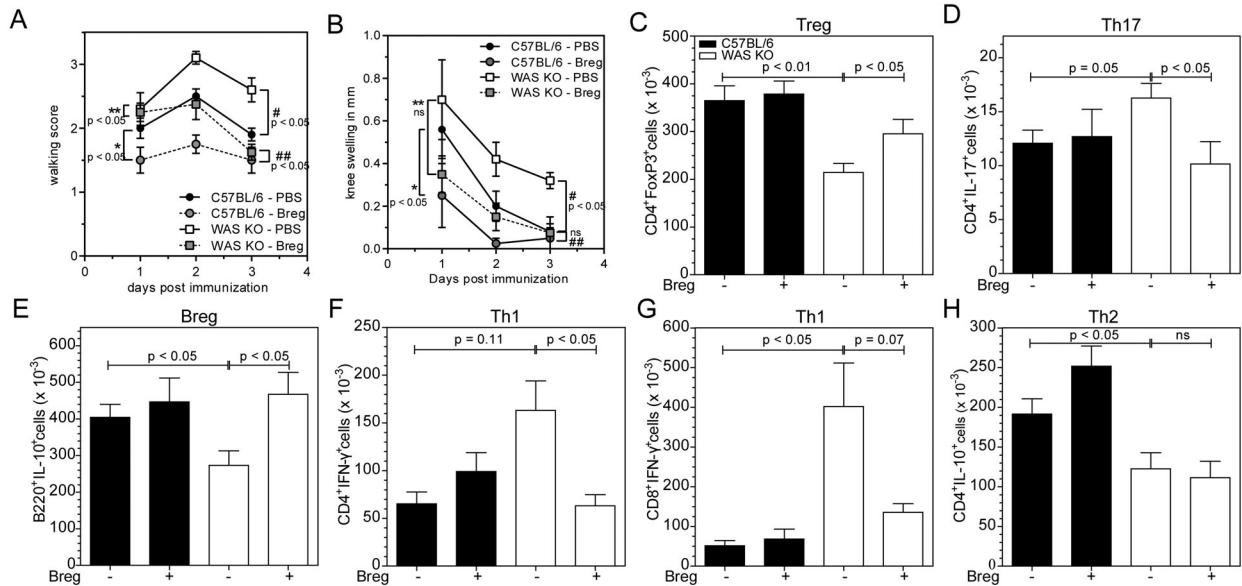 A
walking score
4
3
2
1
0
**
p < 0.05
*
p < 0.05
#
p < 0.05
##
p < 0.05
C57BL/6 - PBS
C57BL/6 - Breg
WAS KO - PBS
WAS KO - Breg
0 1 2 3 4
days post immunization
B
knee swelling in mm
1.0
0.8
0.6
0.4
0.2
0.0
C57BL/6 - PBS
C57BL/6 - Breg
WAS KO - PBS
WAS KO - Breg
**
ns
*
p < 0.05
#
p < 0.05
ns
##
0 1 2 3 4
Days post immunization
C
Treg
CD4+FoxP3+cells (x 10-3)
500
400
300
200
100
0
C57BL/6
WAS KO
p < 0.01
p < 0.05
Breg - + - +
D
Th17
CD4+IL-17+cells (x 10-3)
20
15
10
5
0
p = 0.05
p < 0.05
Breg - + - +
E
Breg
B220+IL-10+cells (x 10-3)
600
500
400
300
200
100
0
p < 0.05
p < 0.05
Breg - + - +
F
Th1
CD4+IFN-γ+cells (x 10-3)
250
200
150
100
50
0
p = 0.11
p < 0.05
Breg - + - +
G
Th1
CD8+IFN-γ+cells (x 10-3)
600
500
400
300
200
100
0
p < 0.05
p = 0.07
Breg - + - +
H
Th2
CD4+IL-10+cells (x 10-3)
300
250
200
150
100
50
0
p < 0.05
ns
Breg - + - +